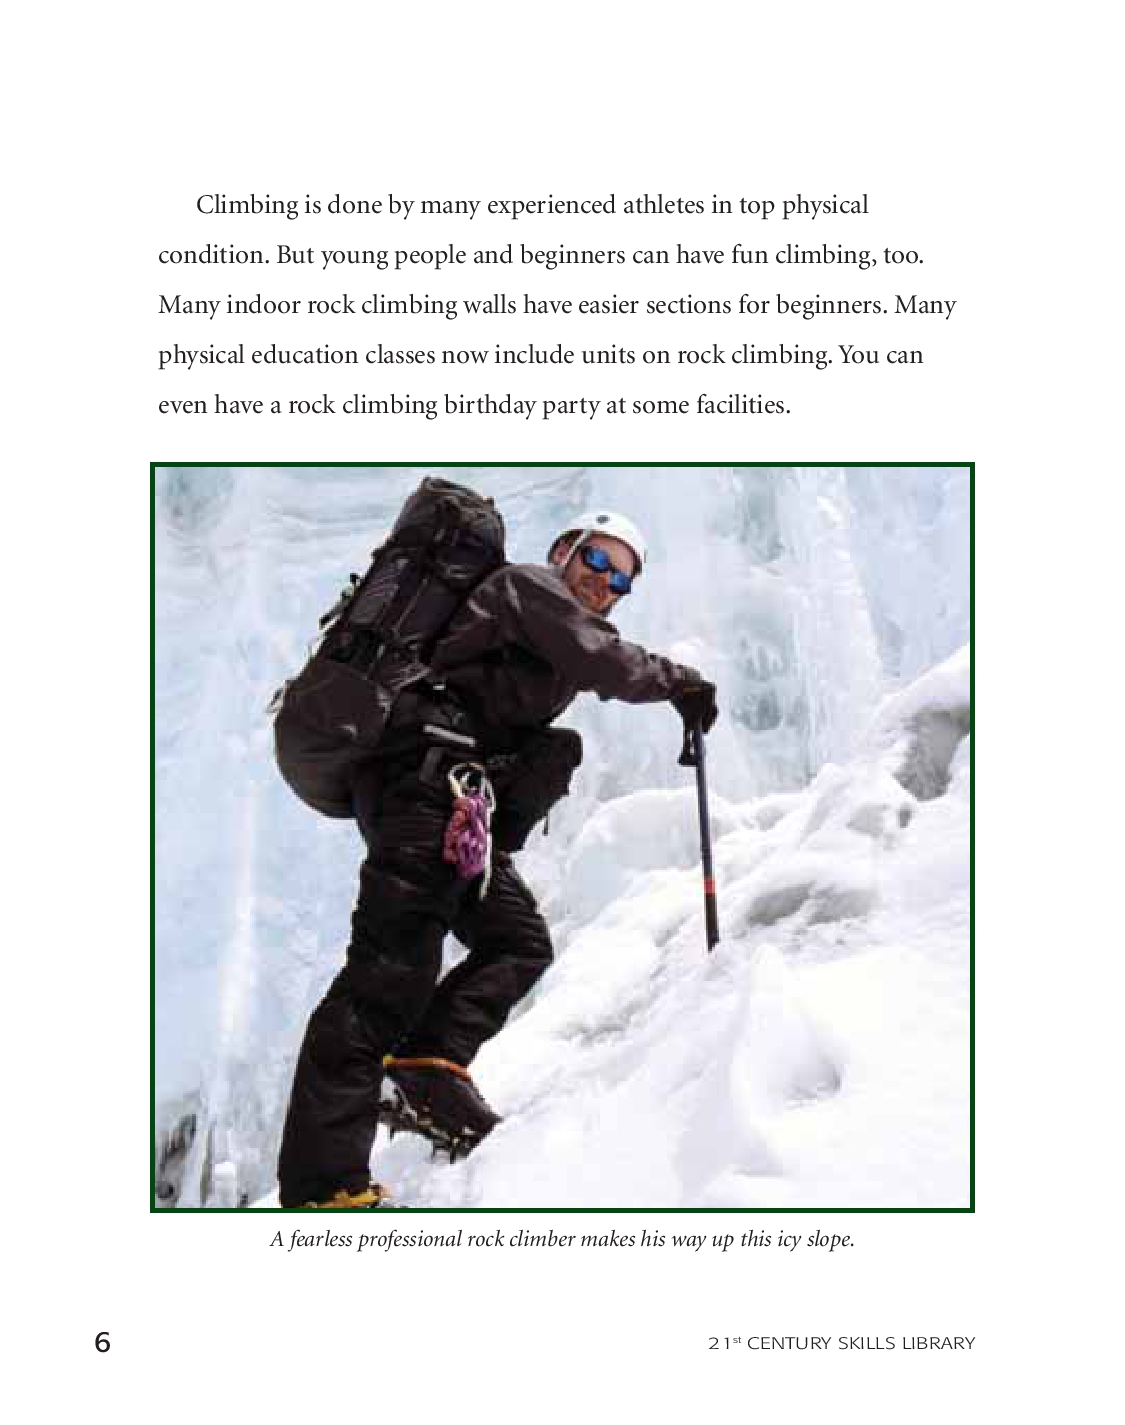 Climbing is done by many experienced athletes in top physical
condition. But young people and beginners can have fun climbing, too.
Many indoor rock climbing walls have easier sections for beginners. Many
physical education classes now include units on rock climbing. You can
even have a rock climbing birthday party at some facilities.
A fearless professional rock climber makes his way up this icy slope.
6
21st CENTURY SKILLS LIBRARY